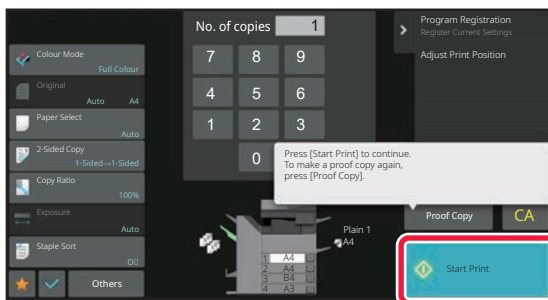 No. of copies 1
Program Registration
Register Current Settings
Adjust Print Position
Colour Mode
Full Colour
Original
Auto A4
Paper Select
Auto
2-Sided Copy
1-Sided→1-Sided
Copy Ratio
100%
Exposure
Auto
Staple Sort
Others
7 8 9
4 5 6
1 2 3
0
Press [Start Print] to continue.
To make a proof copy again,
press [Proof Copy].
Plain 1
A4
1 A4
2 A4
3 B4
4 A3
Proof Copy
CA
Start Print